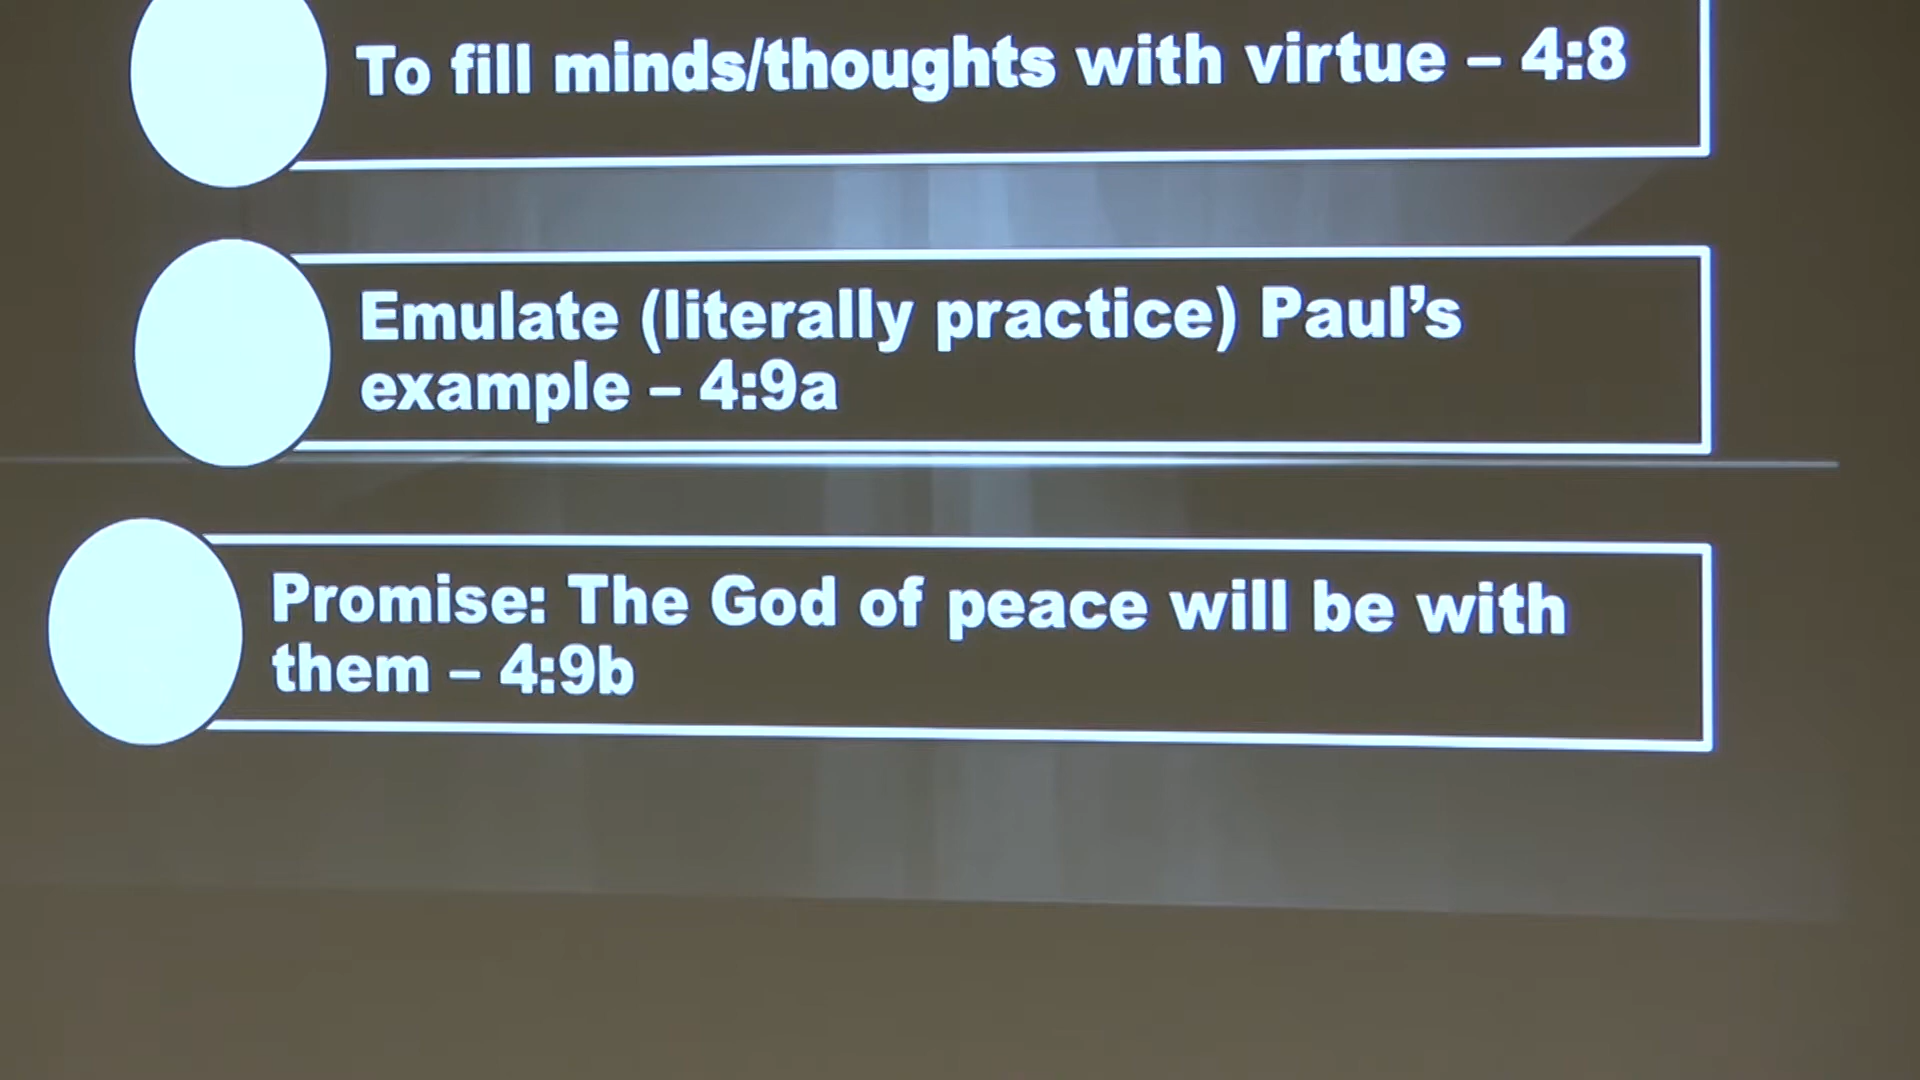 To fill minds/thoughts with virtue – 4:8
Emulate (literally practice) Paul’s
example – 4:9a
Promise: The God of peace will be with
them – 4:9b